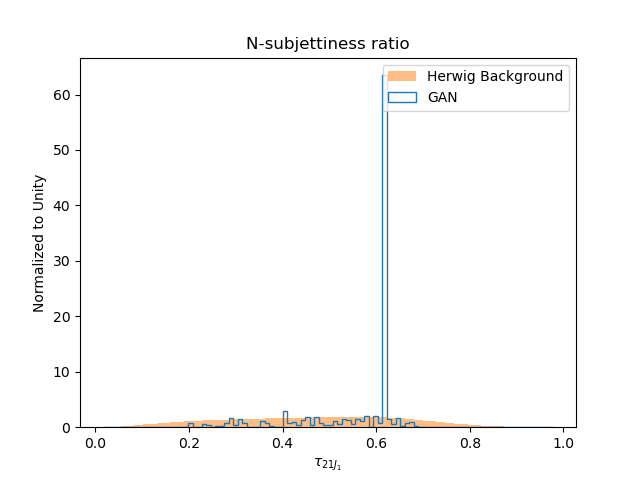 N-subjettiness ratio
Herwig Background
GAN
Normalized to Unity
60
50
40
30
20
10
0
0.0 0.2 0.4 0.6 0.8 1.0
τ₂₁J₁